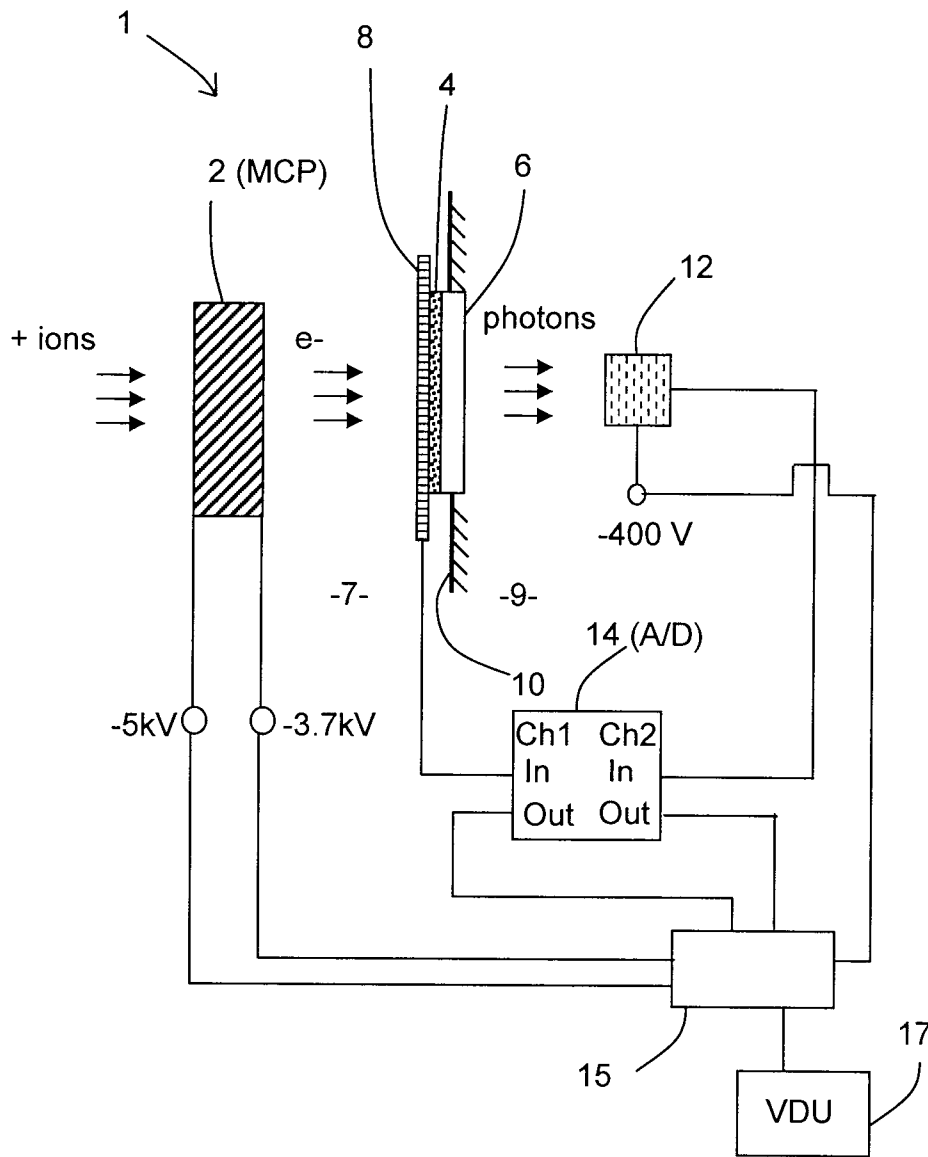 1
8
4
2 (MCP)
6
12
+ ions
e-
photons
-400 V
-7-
-9-
14 (A/D)
10
-5kV
-3.7kV
Ch1 Ch2
In In
Out Out
15
17
VDU